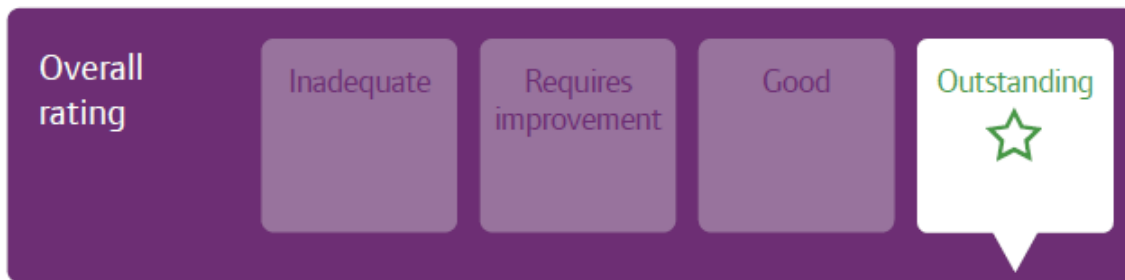 Overall
rating
Inadequate
Requires
improvement
Good
Outstanding